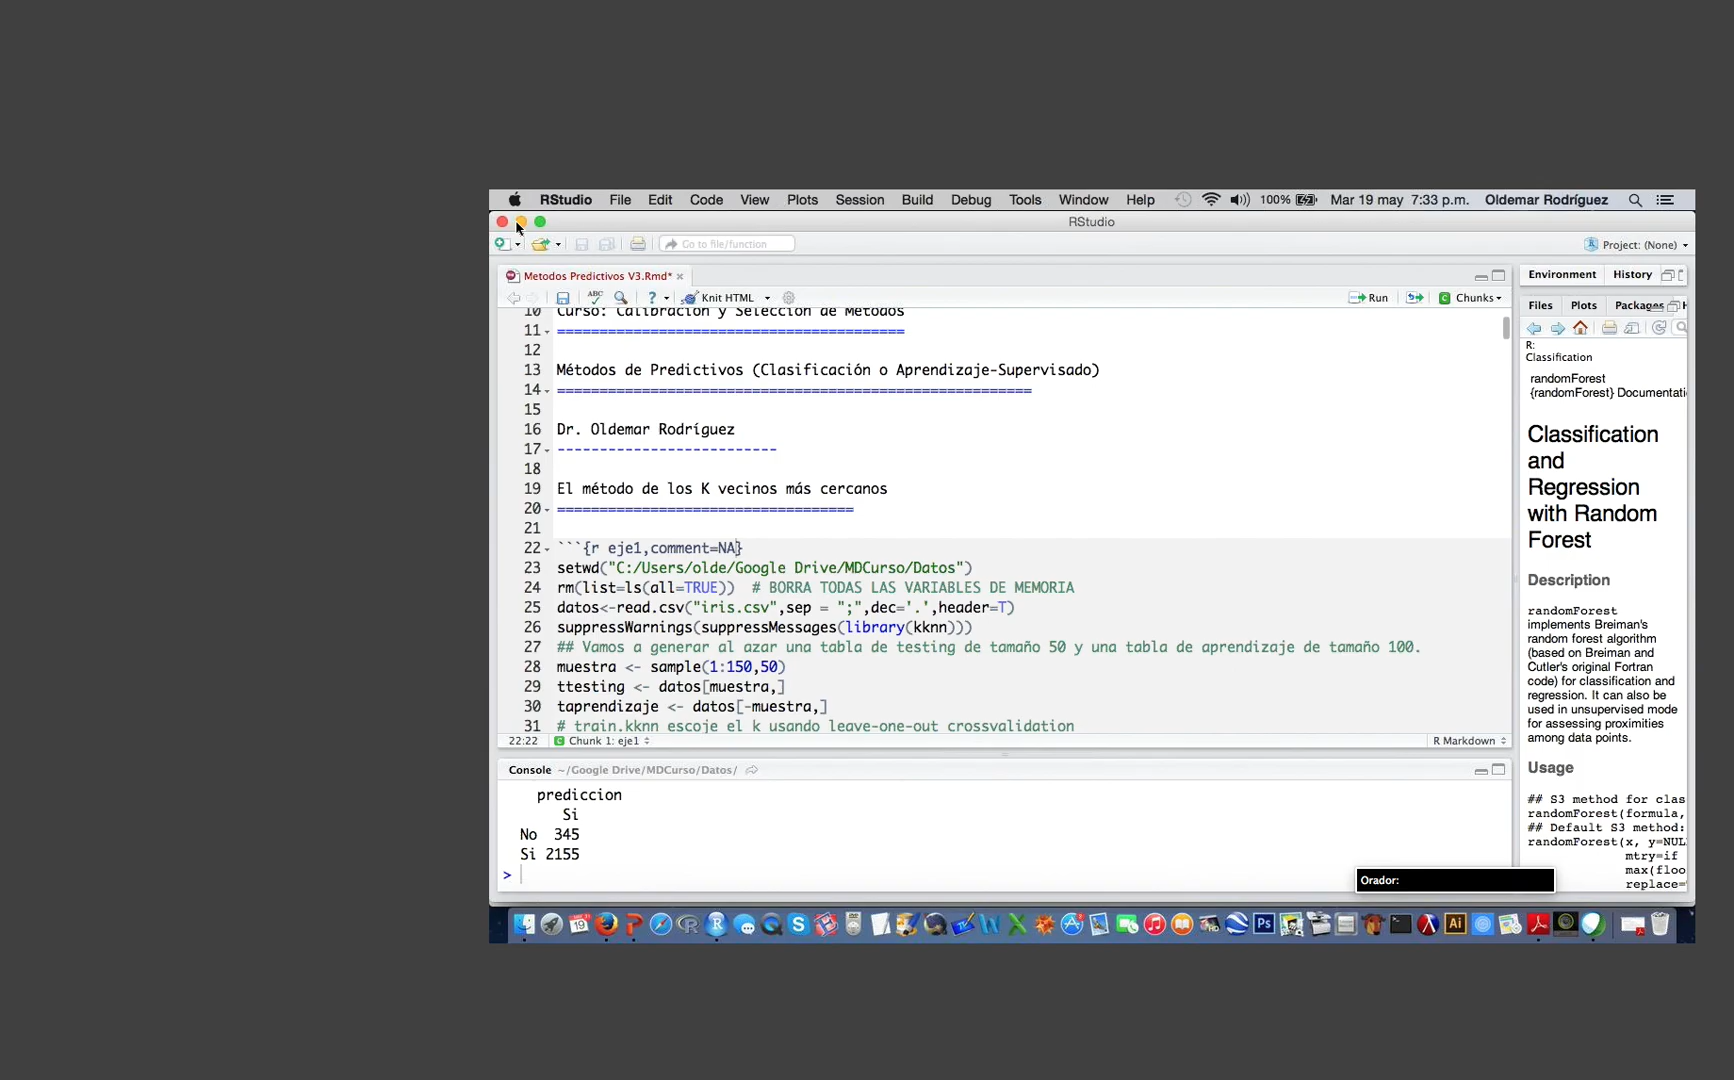 RStudio File Edit Code View Plots Session Build Debug Tools Window Help 100% Mar 19 may 7:33 p.m. Oldemar Rodríguez
RStudio
Go to file/function
Project: (None)
Metodos Predictivos V3.Rmd*
ABC ? Knit HTML Run Chunks
10 Curso: Calibración y Selección de Métodos
11 =========================================
12
13 Métodos de Predictivos (Clasificación o Aprendizaje-Supervisado)
14 ========================================================
15
16 Dr. Oldemar Rodríguez
17 --------------------------
18
19 El método de los K vecinos más cercanos
20 ===================================
21
22 ```{r eje1,comment=NA}
23 setwd("C:/Users/olde/Google Drive/MDCurso/Datos")
24 rm(list=ls(all=TRUE))  # BORRA TODAS LAS VARIABLES DE MEMORIA
25 datos<-read.csv("iris.csv",sep = ";",dec='.',header=T)
26 suppressWarnings(suppressMessages(library(kknn)))
27 ## Vamos a generar al azar una tabla de testing de tamaño 50 y una tabla de aprendizaje de tamaño 100.
28 muestra <- sample(1:150,50)
29 ttesting <- datos[muestra,]
30 taprendizaje <- datos[-muestra,]
31 # train.kknn escoje el k usando leave-one-out crossvalidation
22:22 C Chunk 1: eje1 R Markdown
Console ~/Google Drive/MDCurso/Datos/
prediccion
Si
No 345
Si 2155
>
Environment History
Files Plots Packages H
R:
Classification
randomForest
{randomForest} Documentati
Classification
and
Regression
with Random
Forest
Description
randomForest
implements Breiman's
random forest algorithm
(based on Breiman and
Cutler's original Fortran
code) for classification and
regression. It can also be
used in unsupervised mode
for assessing proximities
among data points.
Usage
## S3 method for clas
randomForest(formula,
## Default S3 method:
randomForest(x, y=NUL
mtry=if
max(floo
replace=
Orador:
19 Ps Ai